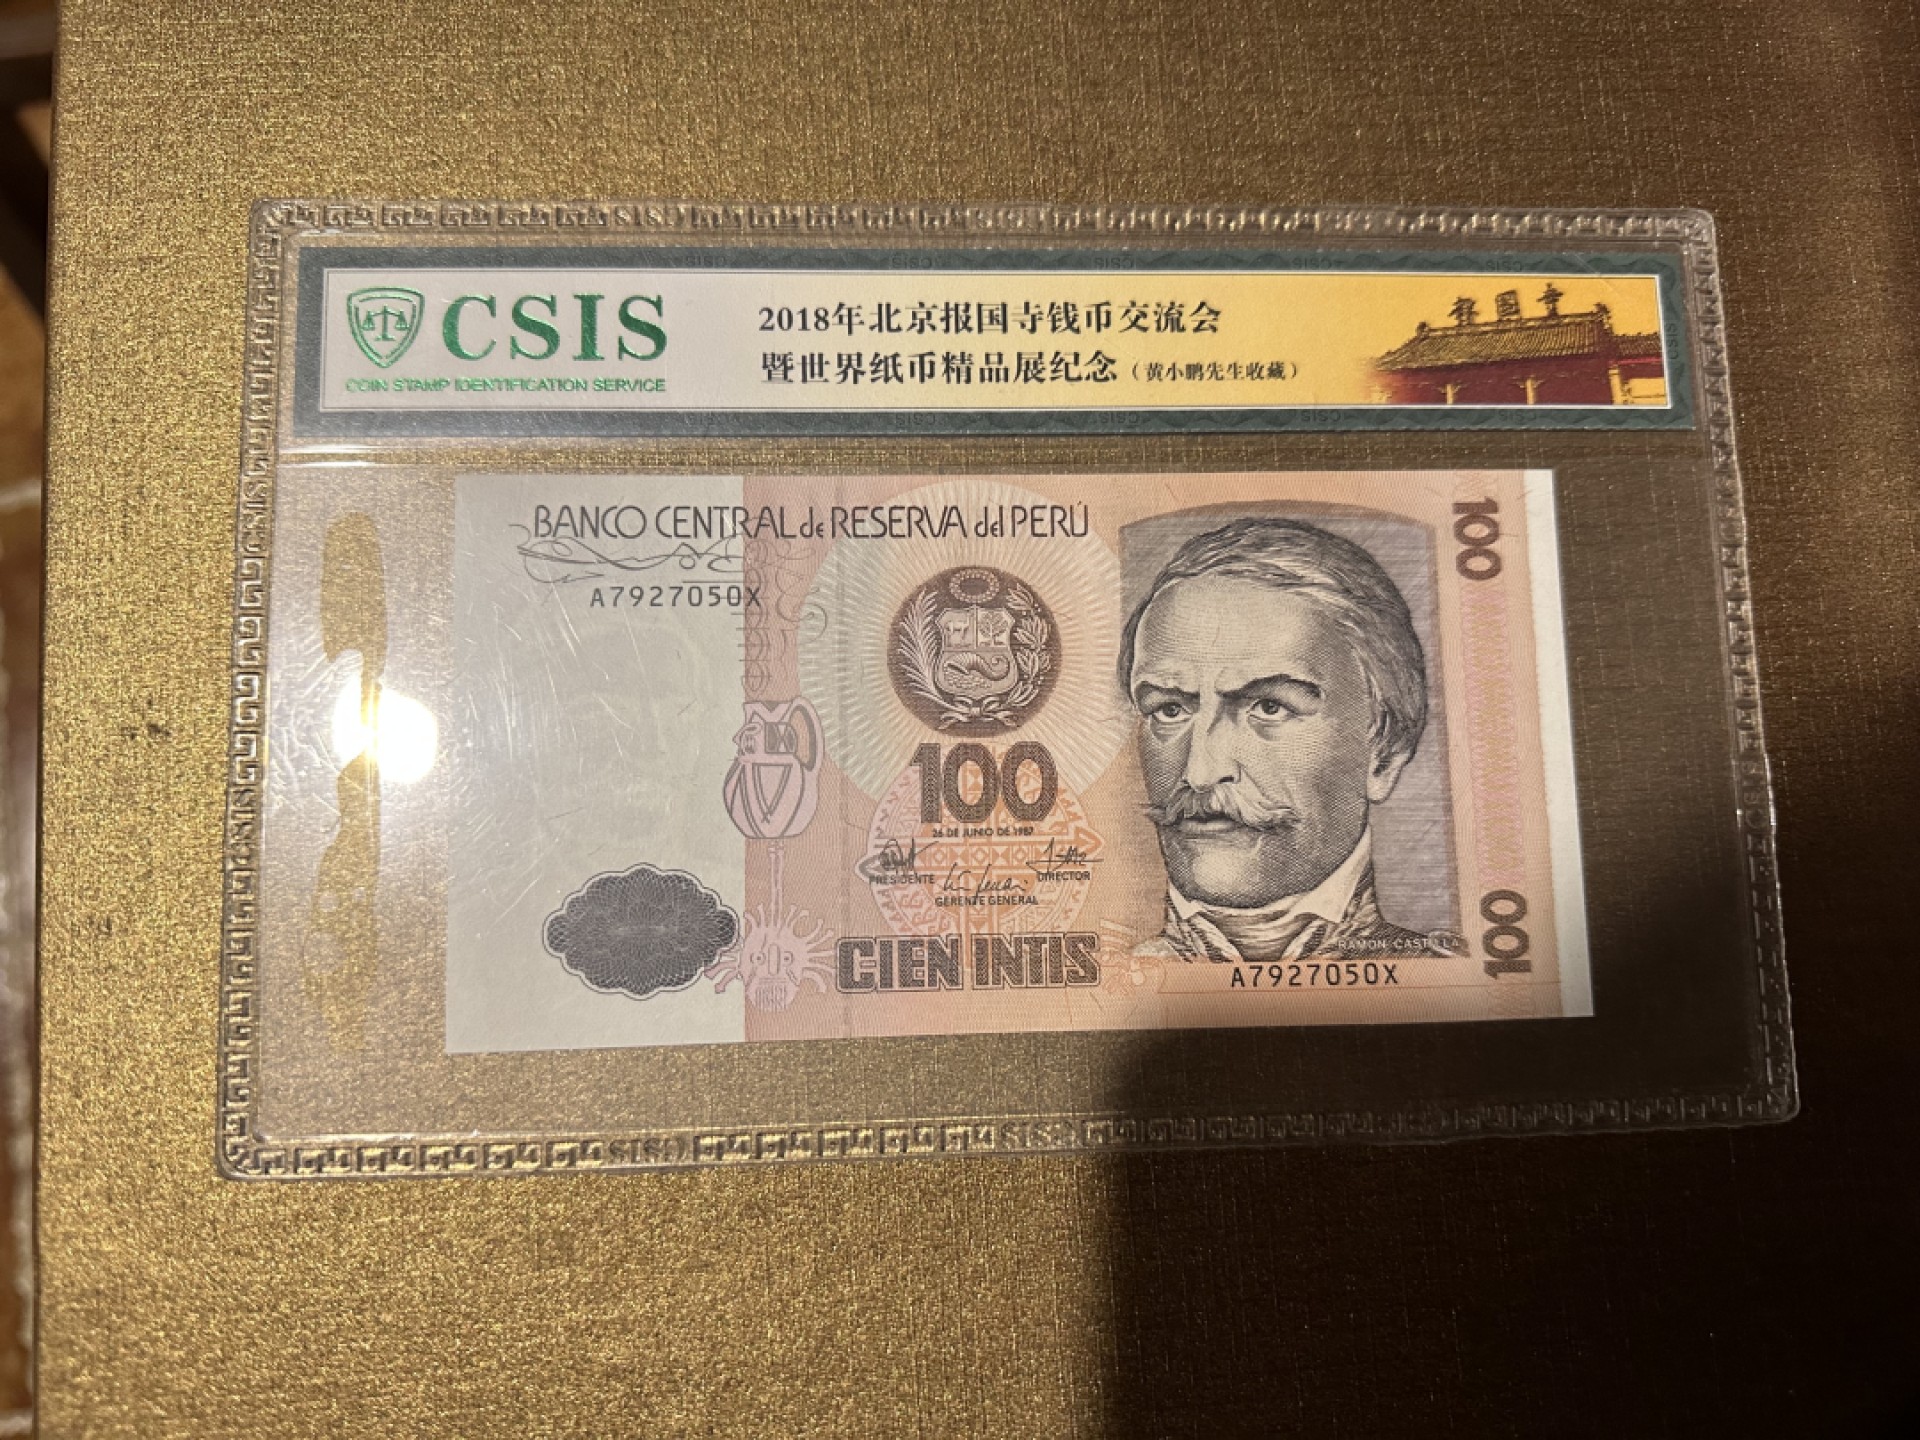 CSIS
COIN STAMP IDENTIFICATION SERVICE
2018年北京报国寺钱币交流会
暨世界纸币精品展纪念（黄小鹏先生收藏）
報國寺
BANCO CENTRAL de RESERVA del PERÚ
A7927050X
100
100
26 DE JUNIO DE 1987
PRESIDENTE
GERENTE GENERAL
DIRECTOR
CIEN INTIS
RAMON CASTILLA
A7927050X
100